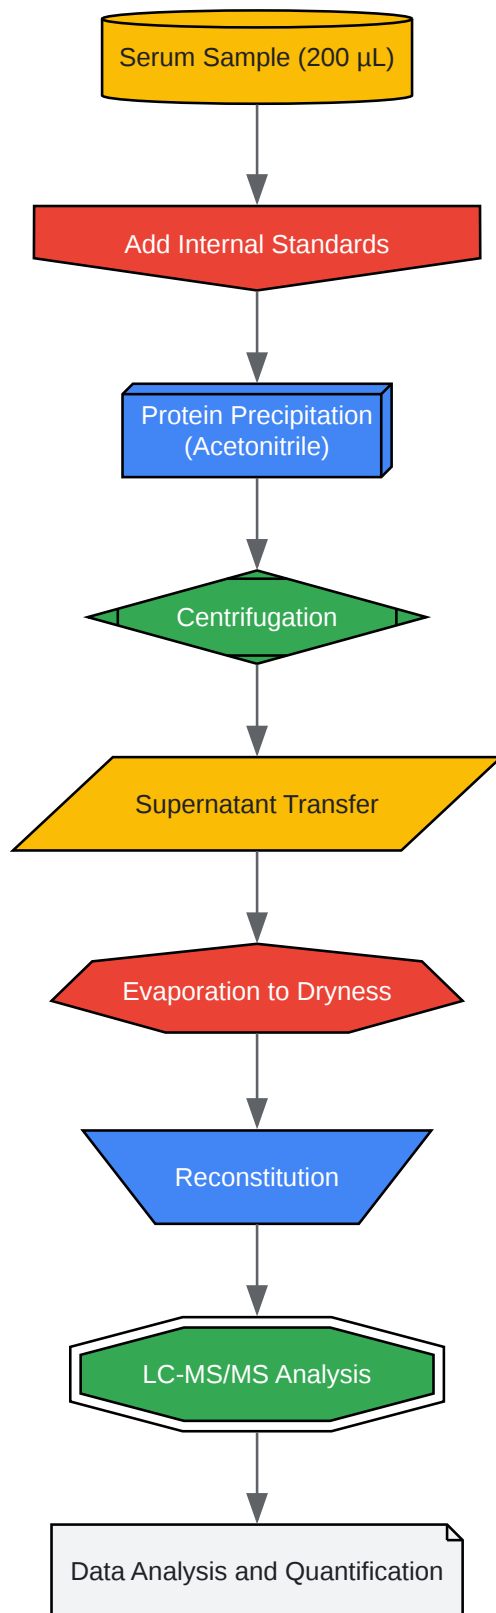 Serum Sample (200 µL)
Add Internal Standards
Protein Precipitation
(Acetonitrile)
Centrifugation
Supernatant Transfer
Evaporation to Dryness
Reconstitution
LC-MS/MS Analysis
Data Analysis and Quantification